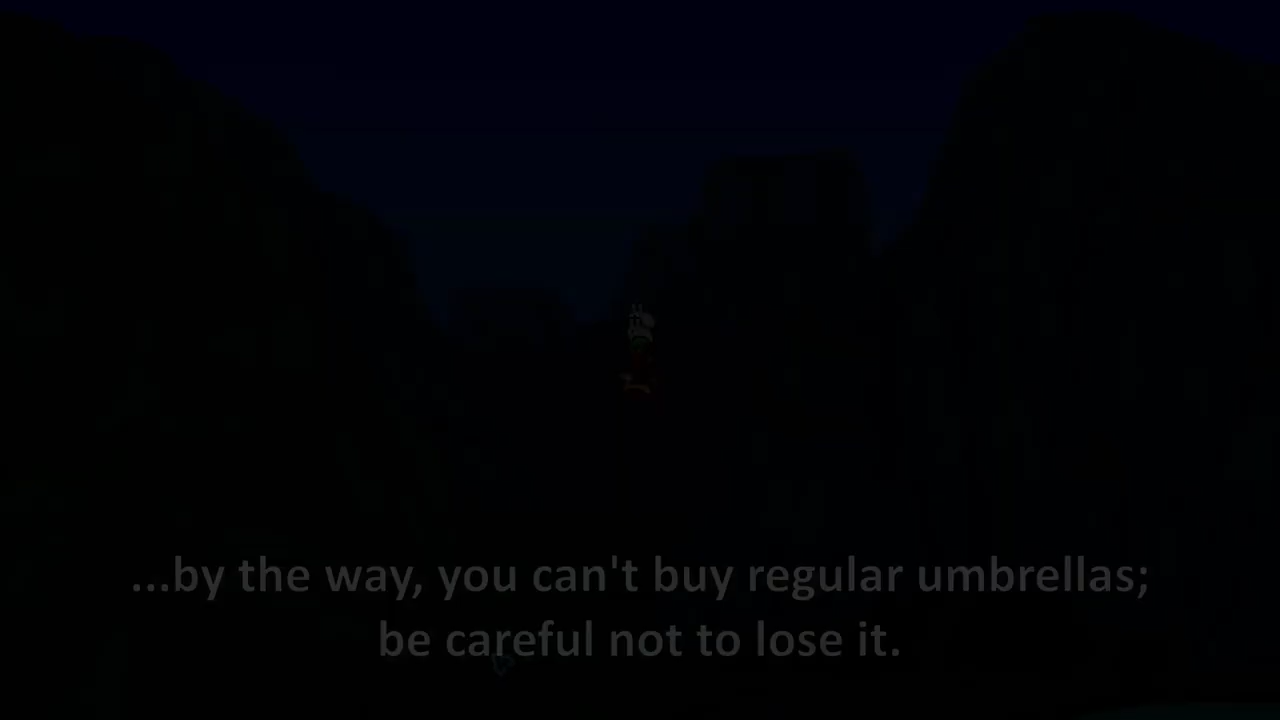 ...by the way, you can't buy regular umbrellas;
be careful not to lose it.